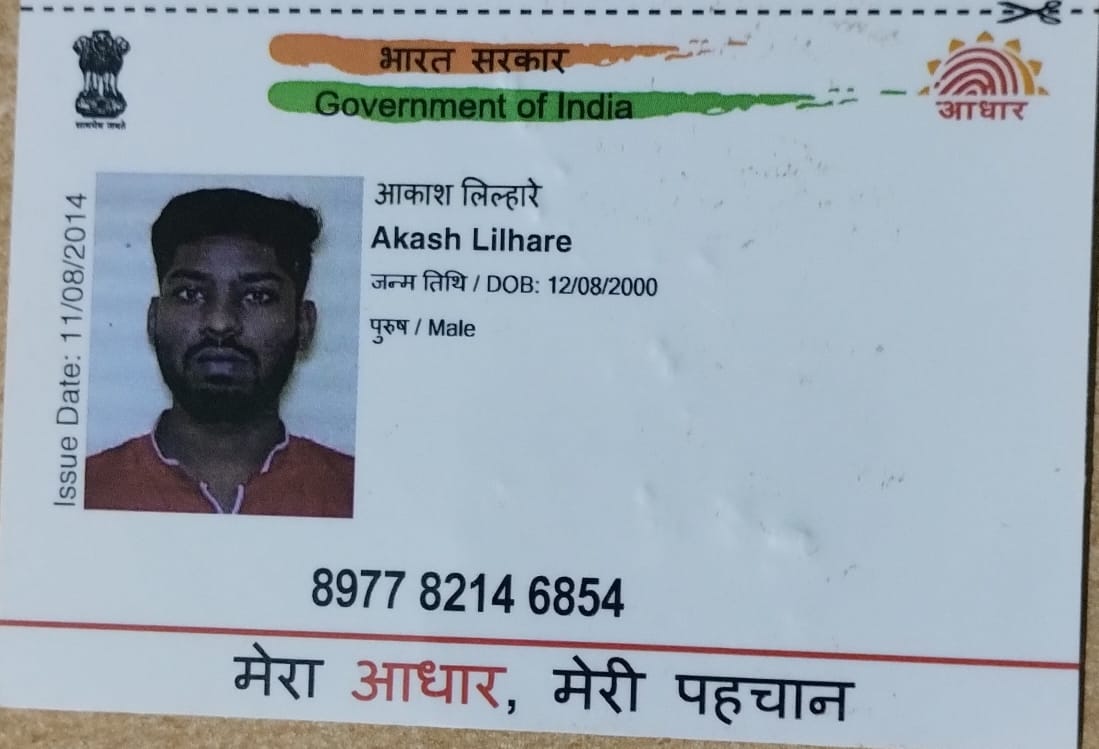 भारत सरकार
Government of India
आधार
सत्यमेव जयते
Issue Date: 11/08/2014
आकाश लिल्हारे
Akash Lilhare
जन्म तिथि / DOB: 12/08/2000
पुरुष / Male
8977 8214 6854
मेरा आधार, मेरी पहचान